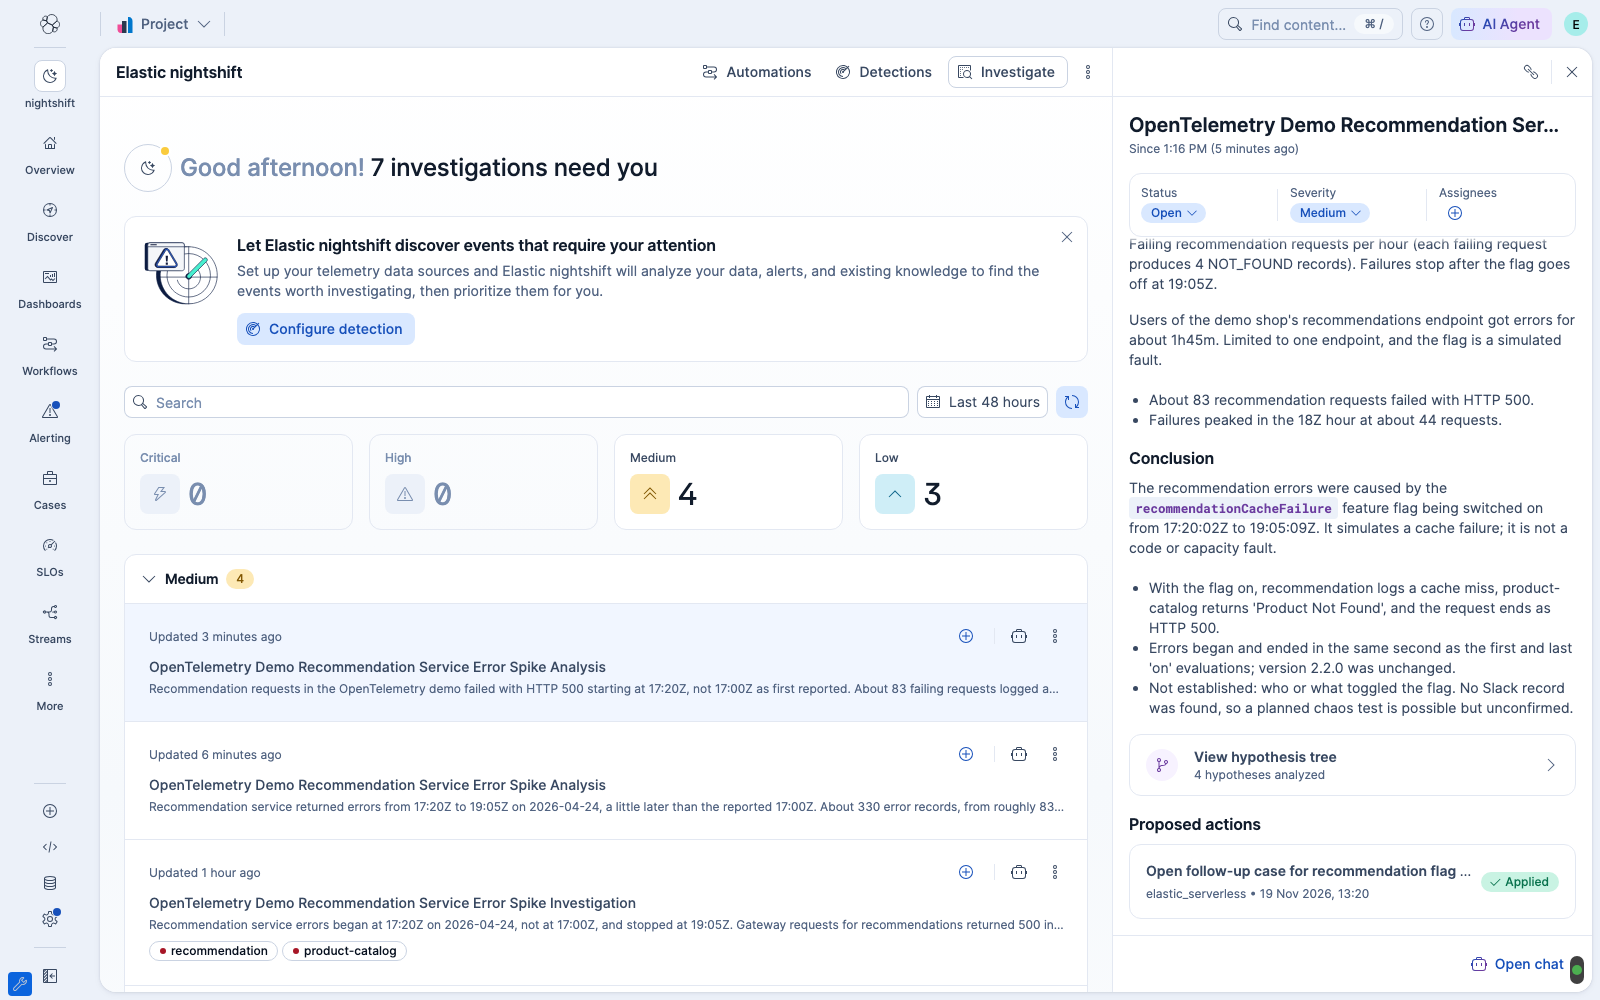 Project
Find content...
⌘ /
AI Agent
E
nightshift
Overview
Discover
Dashboards
Workflows
Alerting
Cases
SLOs
Streams
More
Elastic nightshift
Automations
Detections
Investigate
Good afternoon! 7 investigations need you
Let Elastic nightshift discover events that require your attention
Set up your telemetry data sources and Elastic nightshift will analyze your data, alerts, and existing knowledge to find the
events worth investigating, then prioritize them for you.
Configure detection
Search
Last 48 hours
Critical
0
High
0
Medium
4
Low
3
Medium 4
Updated 3 minutes ago
OpenTelemetry Demo Recommendation Service Error Spike Analysis
Recommendation requests in the OpenTelemetry demo failed with HTTP 500 starting at 17:20Z, not 17:00Z as first reported. About 83 failing requests logged a...
Updated 6 minutes ago
OpenTelemetry Demo Recommendation Service Error Spike Analysis
Recommendation service returned errors from 17:20Z to 19:05Z on 2026-04-24, a little later than the reported 17:00Z. About 330 error records, from roughly 83...
Updated 1 hour ago
OpenTelemetry Demo Recommendation Service Error Spike Investigation
Recommendation service errors began at 17:20Z on 2026-04-24, not at 17:00Z, and stopped at 19:05Z. Gateway requests for recommendations returned 500 in...
recommendation
product-catalog
OpenTelemetry Demo Recommendation Ser...
Since 1:16 PM (5 minutes ago)
Status
Open
Severity
Medium
Assignees
Failing recommendation requests per hour (each failing request
produces 4 NOT_FOUND records). Failures stop after the flag goes
off at 19:05Z.
Users of the demo shop's recommendations endpoint got errors for
about 1h45m. Limited to one endpoint, and the flag is a simulated
fault.
• About 83 recommendation requests failed with HTTP 500.
• Failures peaked in the 18Z hour at about 44 requests.
Conclusion
The recommendation errors were caused by the
recommendationCacheFailure feature flag being switched on
from 17:20:02Z to 19:05:09Z. It simulates a cache failure; it is not a
code or capacity fault.
• With the flag on, recommendation logs a cache miss, product-
catalog returns 'Product Not Found', and the request ends as
HTTP 500.
• Errors began and ended in the same second as the first and last
'on' evaluations; version 2.2.0 was unchanged.
• Not established: who or what toggled the flag. No Slack record
was found, so a planned chaos test is possible but unconfirmed.
View hypothesis tree
4 hypotheses analyzed
Proposed actions
Open follow-up case for recommendation flag ...
elastic_serverless • 19 Nov 2026, 13:20
Applied
Open chat